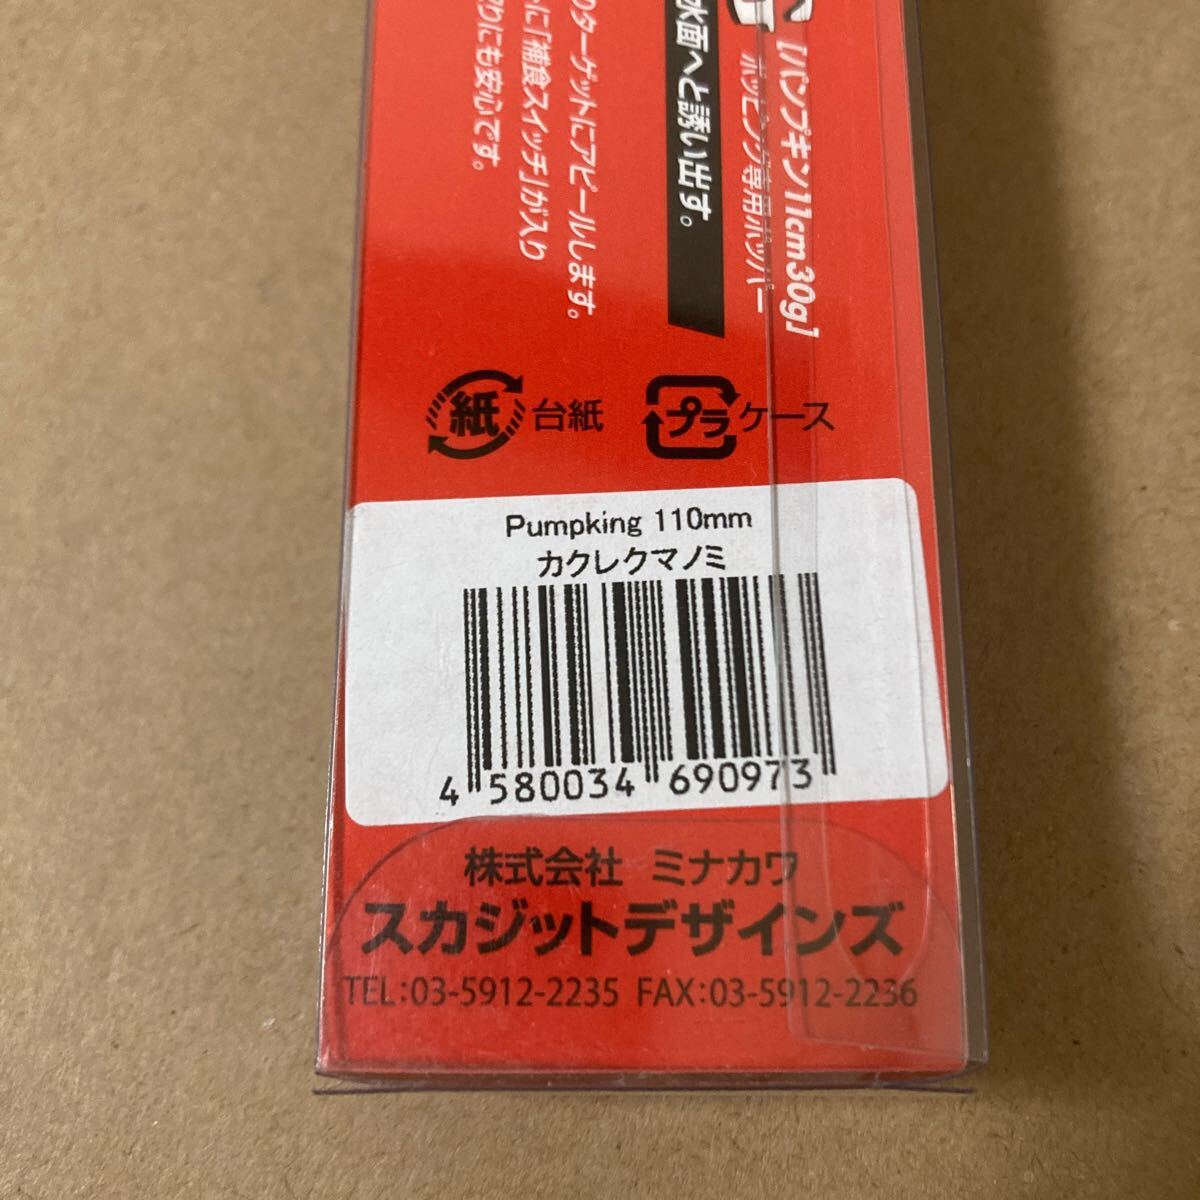 [パンプキン11cm30g]
ポッピング専用ポッパー
水面へと誘い出す。
のターゲットにアピールします。
に「補食スイッチ」が入り
りにも安心です。
紙 台紙
プラ ケース
Pumpking 110mm
カクレクマノミ
4 580034 690973
株式会社 ミナカワ
スカジットデザインズ
TEL:03-5912-2235 FAX:03-5912-2236